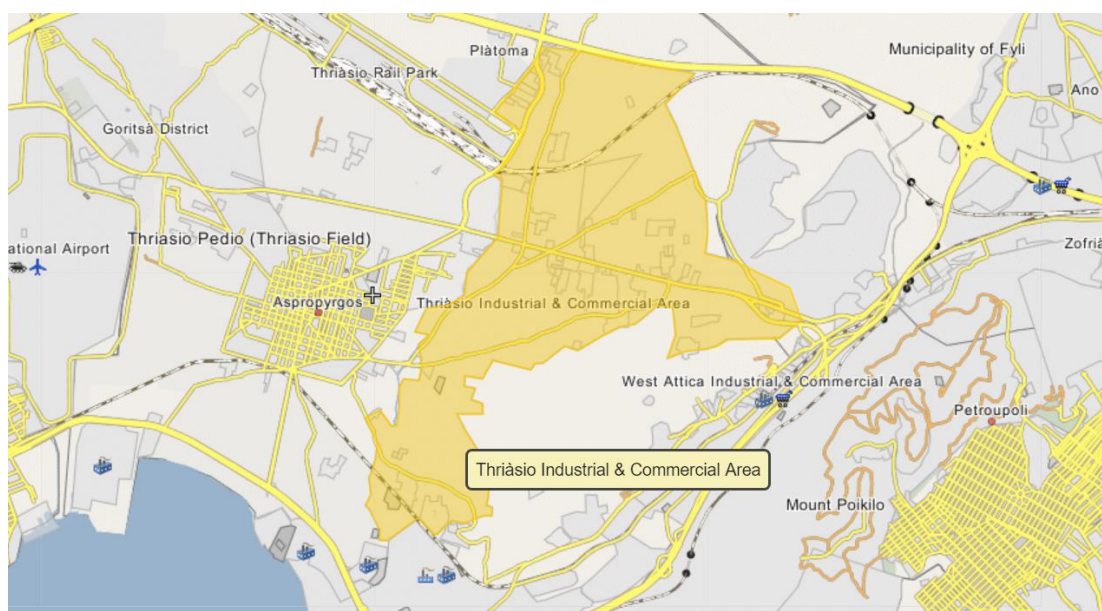 Plàtoma
Municipality of Fyli
Thriàsio Rail Park
Ano
Goritsà District
Thriasio Pedio (Thriasio Field)
ational Airport
Zofrià
Aspropyrgos
Thriàsio Industrial & Commercial Area
West Attica Industrial & Commercial Area
Petroupoli
Thriàsio Industrial & Commercial Area
Mount Poikilo